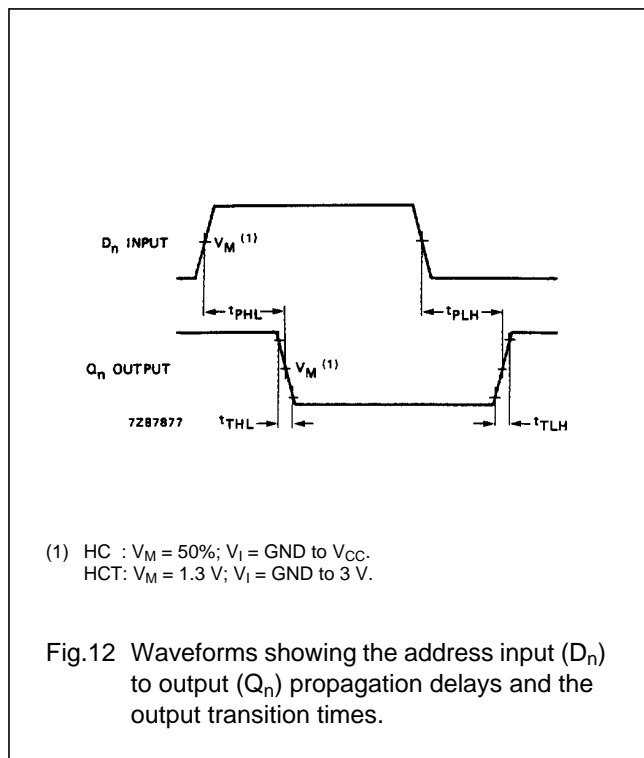 Dn INPUT
VM (1)
tPHL
tPLH
Qn OUTPUT
VM (1)
7Z87877
tTHL
tTLH
(1) HC : VM = 50%; VI = GND to VCC.
HCT: VM = 1.3 V; VI = GND to 3 V.
Fig.12 Waveforms showing the address input (Dn)
to output (Qn) propagation delays and the
output transition times.